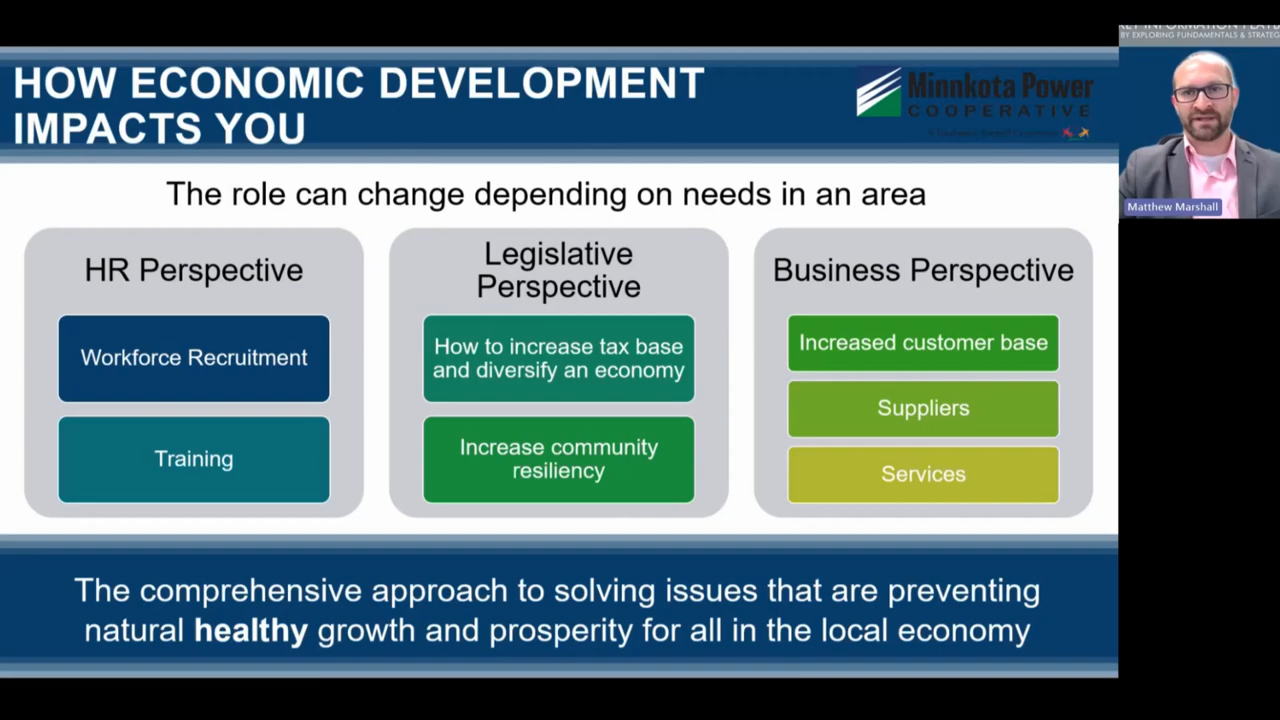 HOW ECONOMIC DEVELOPMENT
IMPACTS YOU
Minnkota Power
COOPERATIVE
A Touchstone Energy® Cooperative
BY EXPLORING FUNDAMENTALS & STRATEG
Matthew Marshall
The role can change depending on needs in an area
HR Perspective
Workforce Recruitment
Training
Legislative
Perspective
How to increase tax base
and diversify an economy
Increase community
resiliency
Business Perspective
Increased customer base
Suppliers
Services
The comprehensive approach to solving issues that are preventing
natural healthy growth and prosperity for all in the local economy